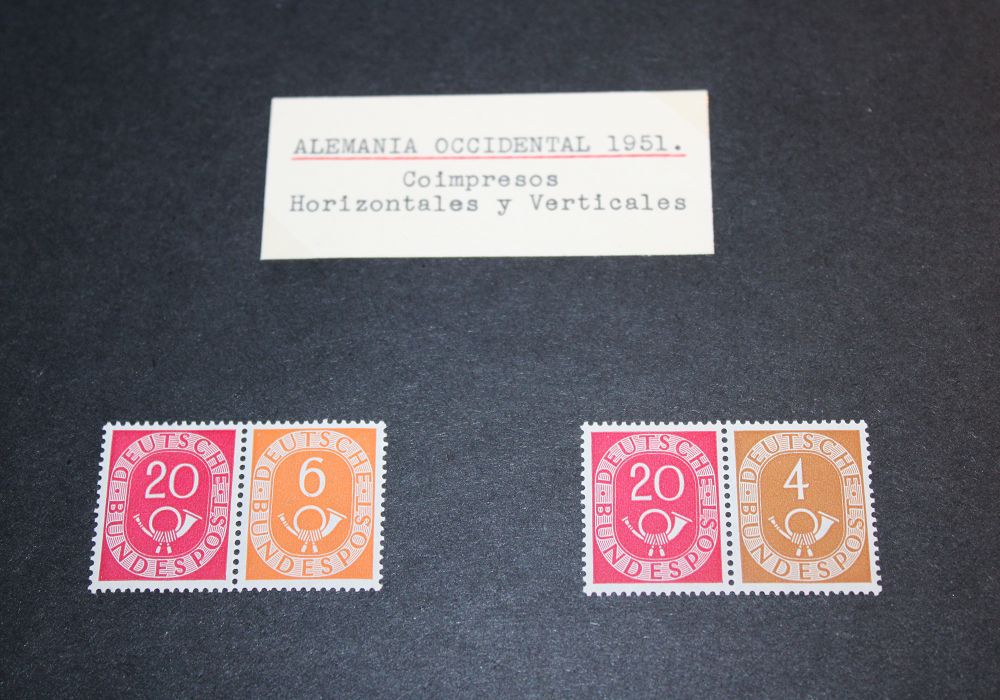 ALEMANIA OCCIDENTAL 1951.
Coimpresos
Horizontales y Verticales
DEUTSCHE
20
BUNDESPOST
DEUTSCHE
6
BUNDESPOST
DEUTSCHE
20
BUNDESPOST
DEUTSCHE
4
BUNDESPOST